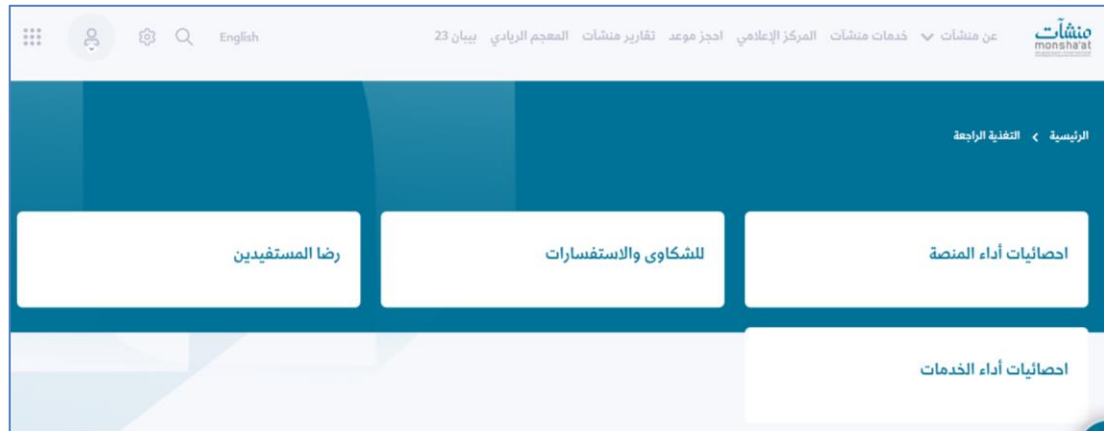 منشآت
monsha'at
عن منشآت خدمات منشآت المركز الإعلامي احجز موعد تقارير منشآت المعجم الريادي بيبان 23
English
الرئيسية > التغذية الراجعة
احصائيات أداء المنصة
للشكاوى والاستفسارات
رضا المستفيدين
احصائيات أداء الخدمات